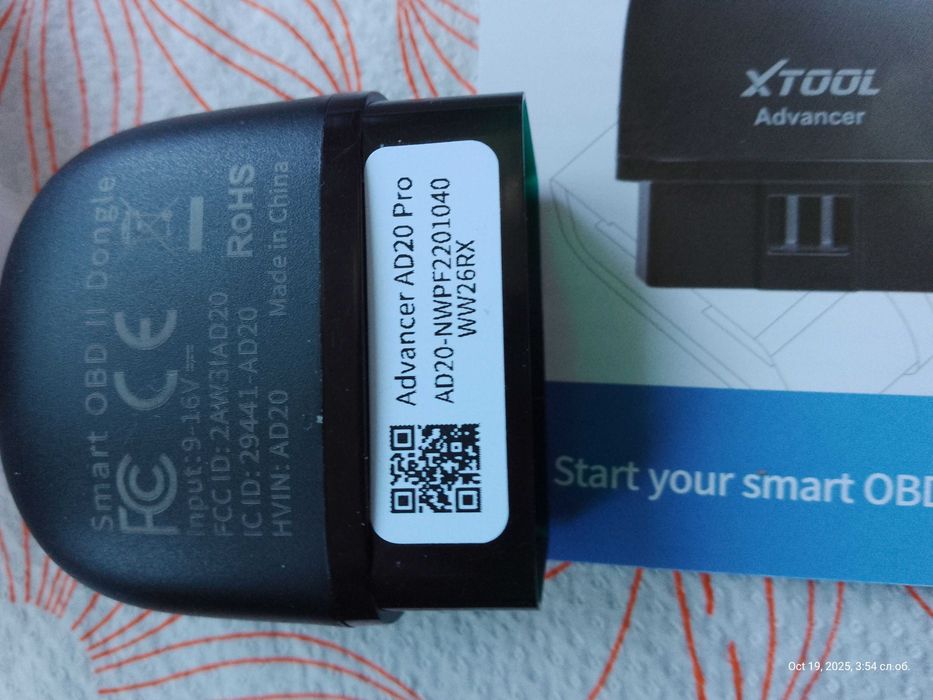 Smart OBD II Dongle
FC CE
Input:9-16V
FCC ID: 2AW3IAD20
IC ID: 29441-AD20
HVIN: AD20
RoHS
Made in China
Advancer AD20 Pro
AD20-NWPF2201040
WW26RX
XTOOL
Advancer
Start your smart OBD
Oct 19, 2025, 3:54 сл.об.